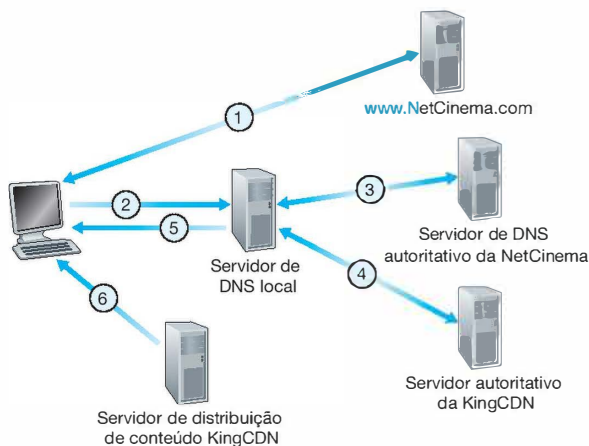 1
www.NetCinema.com
2
3
5
Servidor de
DNS local
Servidor de DNS
autoritativo da NetCinema
4
6
Servidor autoritativo
da KingCDN
Servidor de distribuição
de conteúdo KingCDN